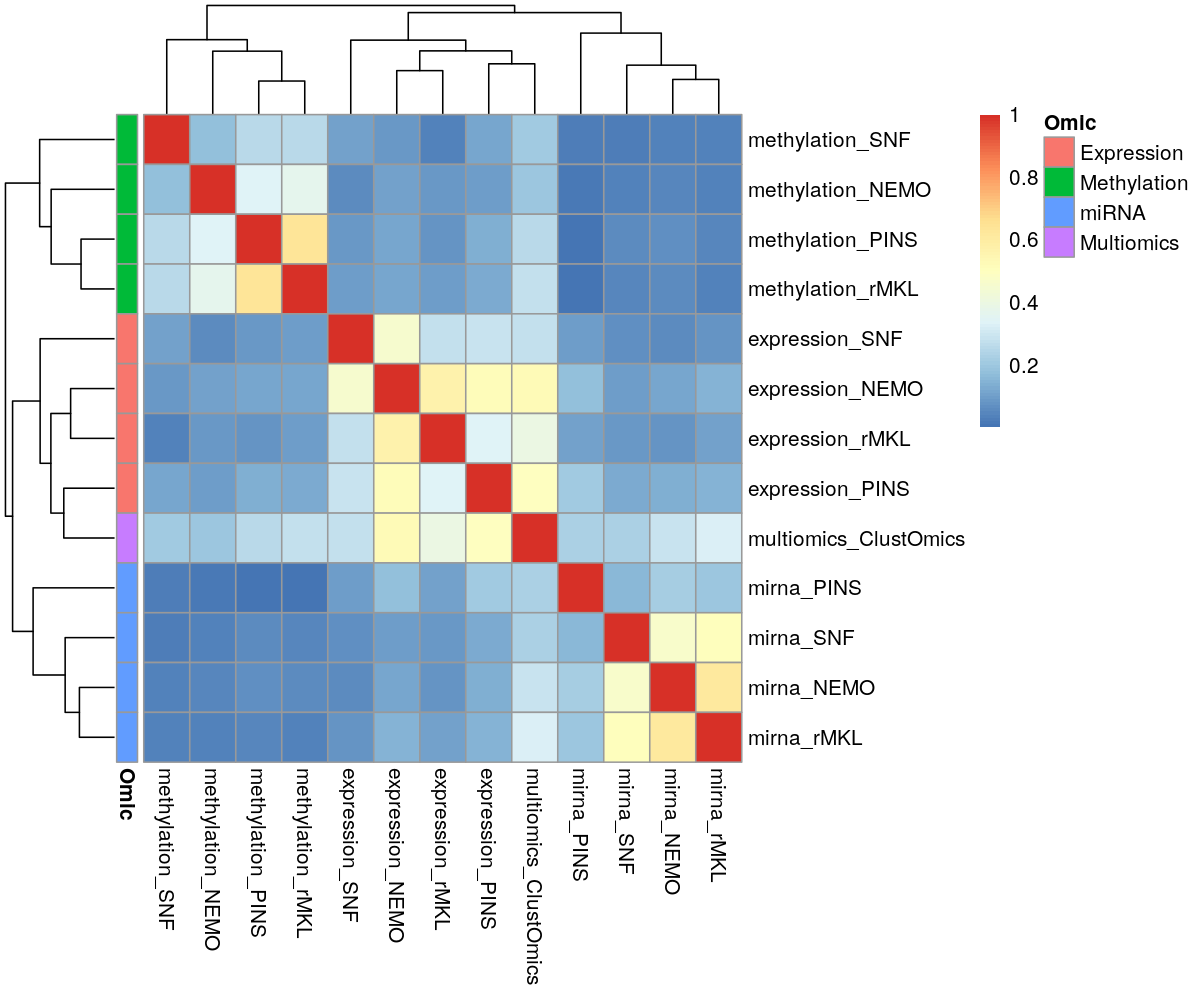 methylation_SNF
methylation_NEMO
methylation_PINS
methylation_rMKL
expression_SNF
expression_NEMO
expression_rMKL
expression_PINS
multiomics_ClustOmics
mirna_PINS
mirna_SNF
mirna_NEMO
mirna_rMKL
1
0.8
0.6
0.4
0.2
OmIc
Expression
Methylation
miRNA
Multiomics
OmIc
methylation_SNF
methylation_NEMO
methylation_PINS
methylation_rMKL
expression_SNF
expression_NEMO
expression_rMKL
expression_PINS
multiomics_ClustOmics
mirna_PINS
mirna_SNF
mirna_NEMO
mirna_rMKL